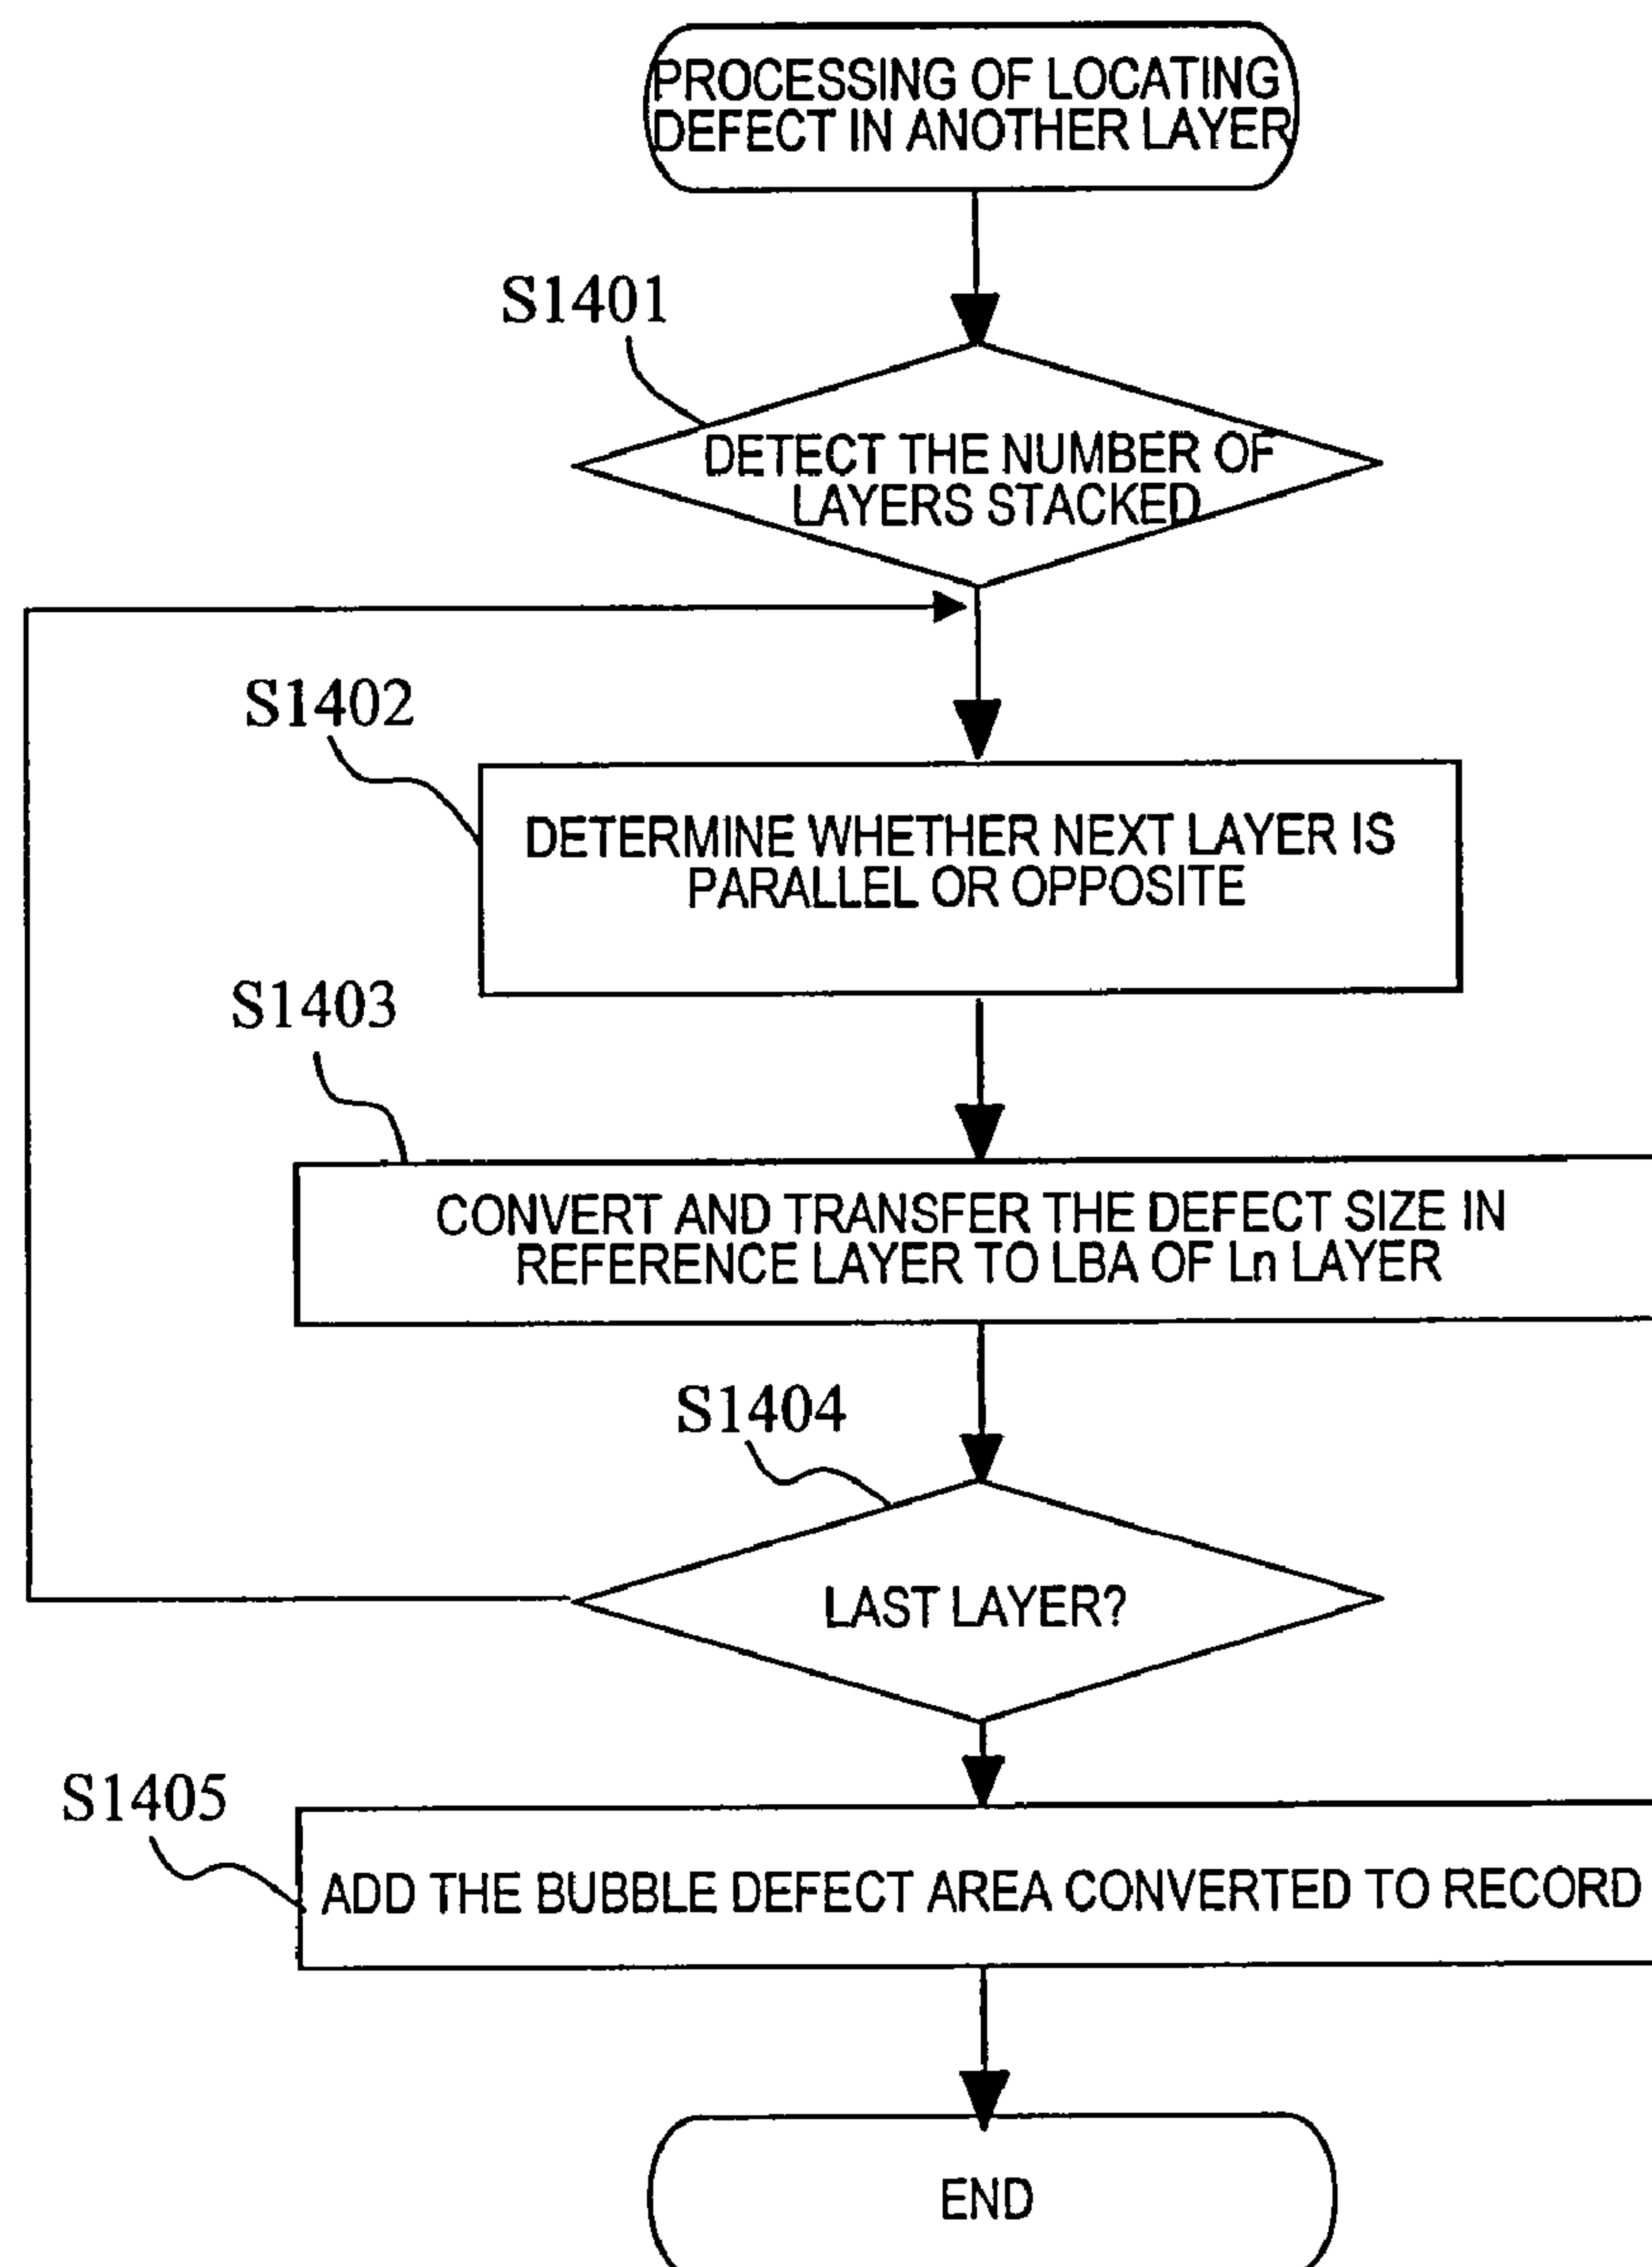 PROCESSING OF LOCATING
DEFECT IN ANOTHER LAYER
S1401
DETECT THE NUMBER OF
LAYERS STACKED
S1402
DETERMINE WHETHER NEXT LAYER IS
PARALLEL OR OPPOSITE
S1403
CONVERT AND TRANSFER THE DEFECT SIZE IN
REFERENCE LAYER TO LBA OF Ln LAYER
S1404
LAST LAYER?
S1405
ADD THE BUBBLE DEFECT AREA CONVERTED TO RECORD
END